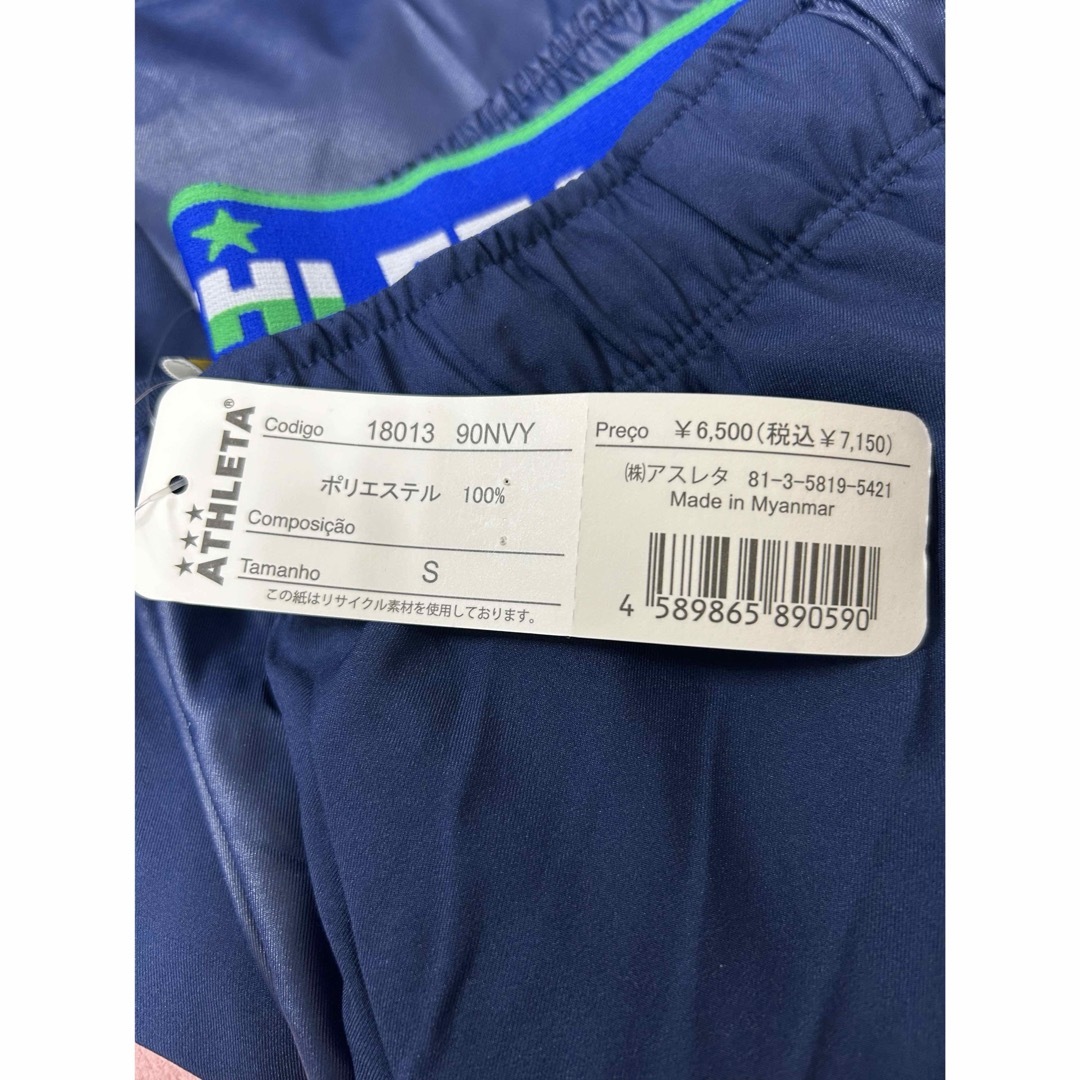 HLET
ATHLETA®
Codigo 18013 90NVY
ポリエステル 100%
Composição
Tamanho S
この紙はリサイクル素材を使用しております。
Preço ¥6,500(税込¥7,150)
㈱アスレタ 81-3-5819-5421
Made in Myanmar
4 589865 890590